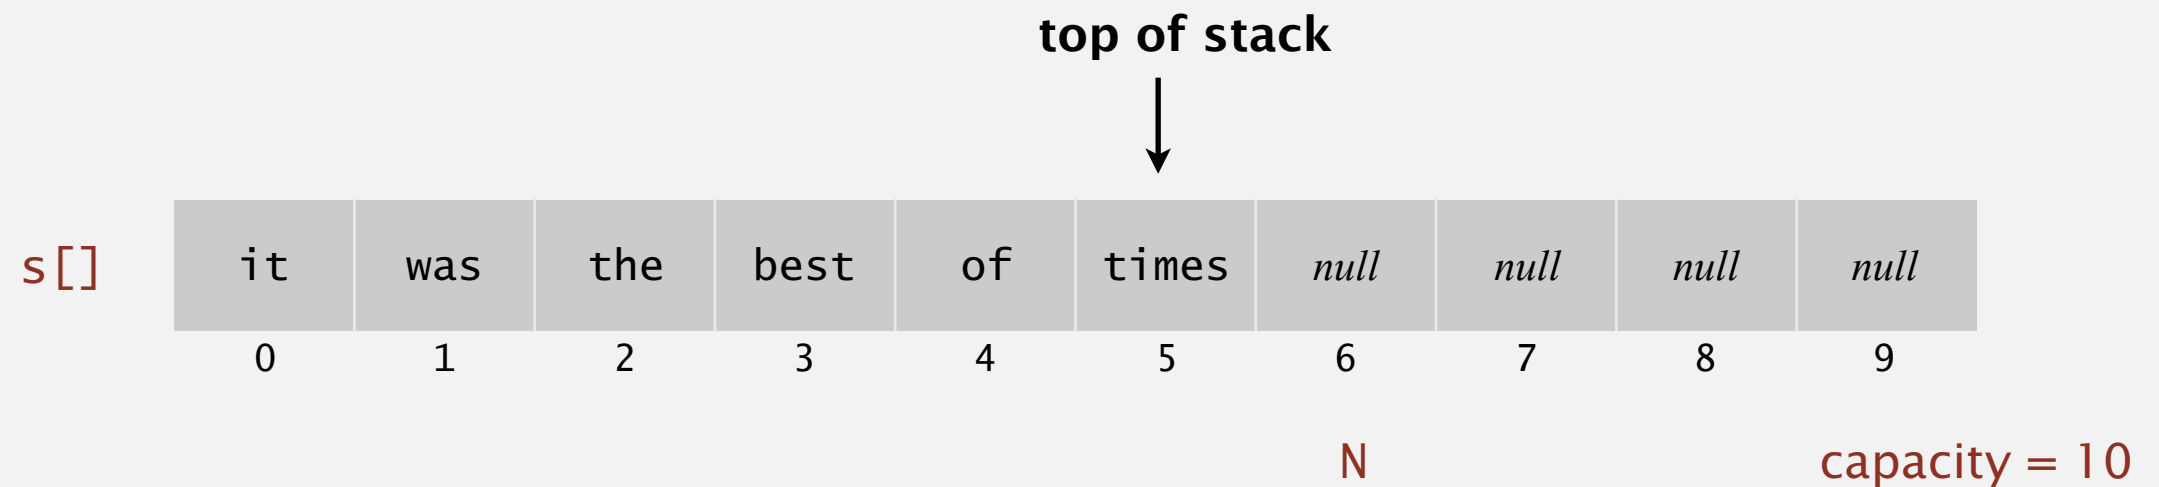 top of stack
s[] it was the best of times null null null null
0 1 2 3 4 5 6 7 8 9
N capacity = 10